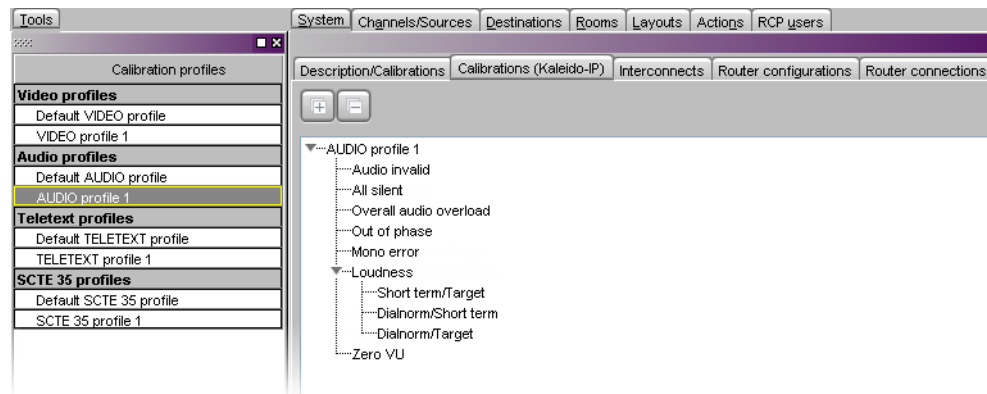 Tools
System Channels/Sources Destinations Rooms Layouts Actions RCP users
Calibration profiles
Description/Calibrations Calibrations (Kaleido-IP) Interconnects Router configurations Router connections
Video profiles
Default VIDEO profile
VIDEO profile 1
Audio profiles
Default AUDIO profile
AUDIO profile 1
Teletext profiles
Default TELETEXT profile
TELETEXT profile 1
SCTE 35 profiles
Default SCTE 35 profile
SCTE 35 profile 1
AUDIO profile 1
Audio invalid
All silent
Overall audio overload
Out of phase
Mono error
Loudness
Short term/Target
Dialnorm/Short term
Dialnorm/Target
Zero VU